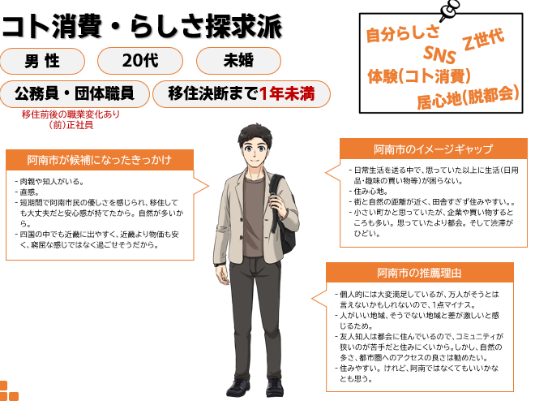 コト消費・らしさ探求派
男 性
20代
未婚
公務員・団体職員
移住決断まで1年未満
移住前後の職業変化あり
(前)正社員
自分らしさ
SNS
Z世代
体験(コト消費)
居心地(脱都会)
阿南市が候補になったきっかけ
- 肉親や知人がいる。
- 直感。
- 短期間で阿南市民の優しさを感じられ、移住して
も大丈夫だと安心感が持てたから。 自然が多いか
ら。
- 四国の中でも近畿に出やすく、近畿より物価も安
く、窮屈な感じではなく過ごせそうだから。
阿南市のイメージギャップ
- 日常生活を送る中で、思っていた以上に生活(日用
品・趣味の買い物等)が困らない。
- 住み心地。
- 街と自然の距離が近く、田舎すぎず住みやすい。。
- 小さい町かと思っていたが、企業や買い物すると
ころも多い。 思っていたより都会。 そして渋滞が
ひどい。
阿南市の推薦理由
- 個人的には大変満足しているが、万人がそうとは
言えないかもしれないので、1点マイナス。
- 人がいい地域、そうでない地域と差が激しいと感
じるため。
- 友人知人は都会に住んでいるので、コミュニティが
狭いのが苦手だと住みにくいから。しかし、自然の
多さ、都市圏へのアクセスの良さは勧めたい。
- 住みやすい。 けれど、阿南ではなくてもいいかな
とも思う。